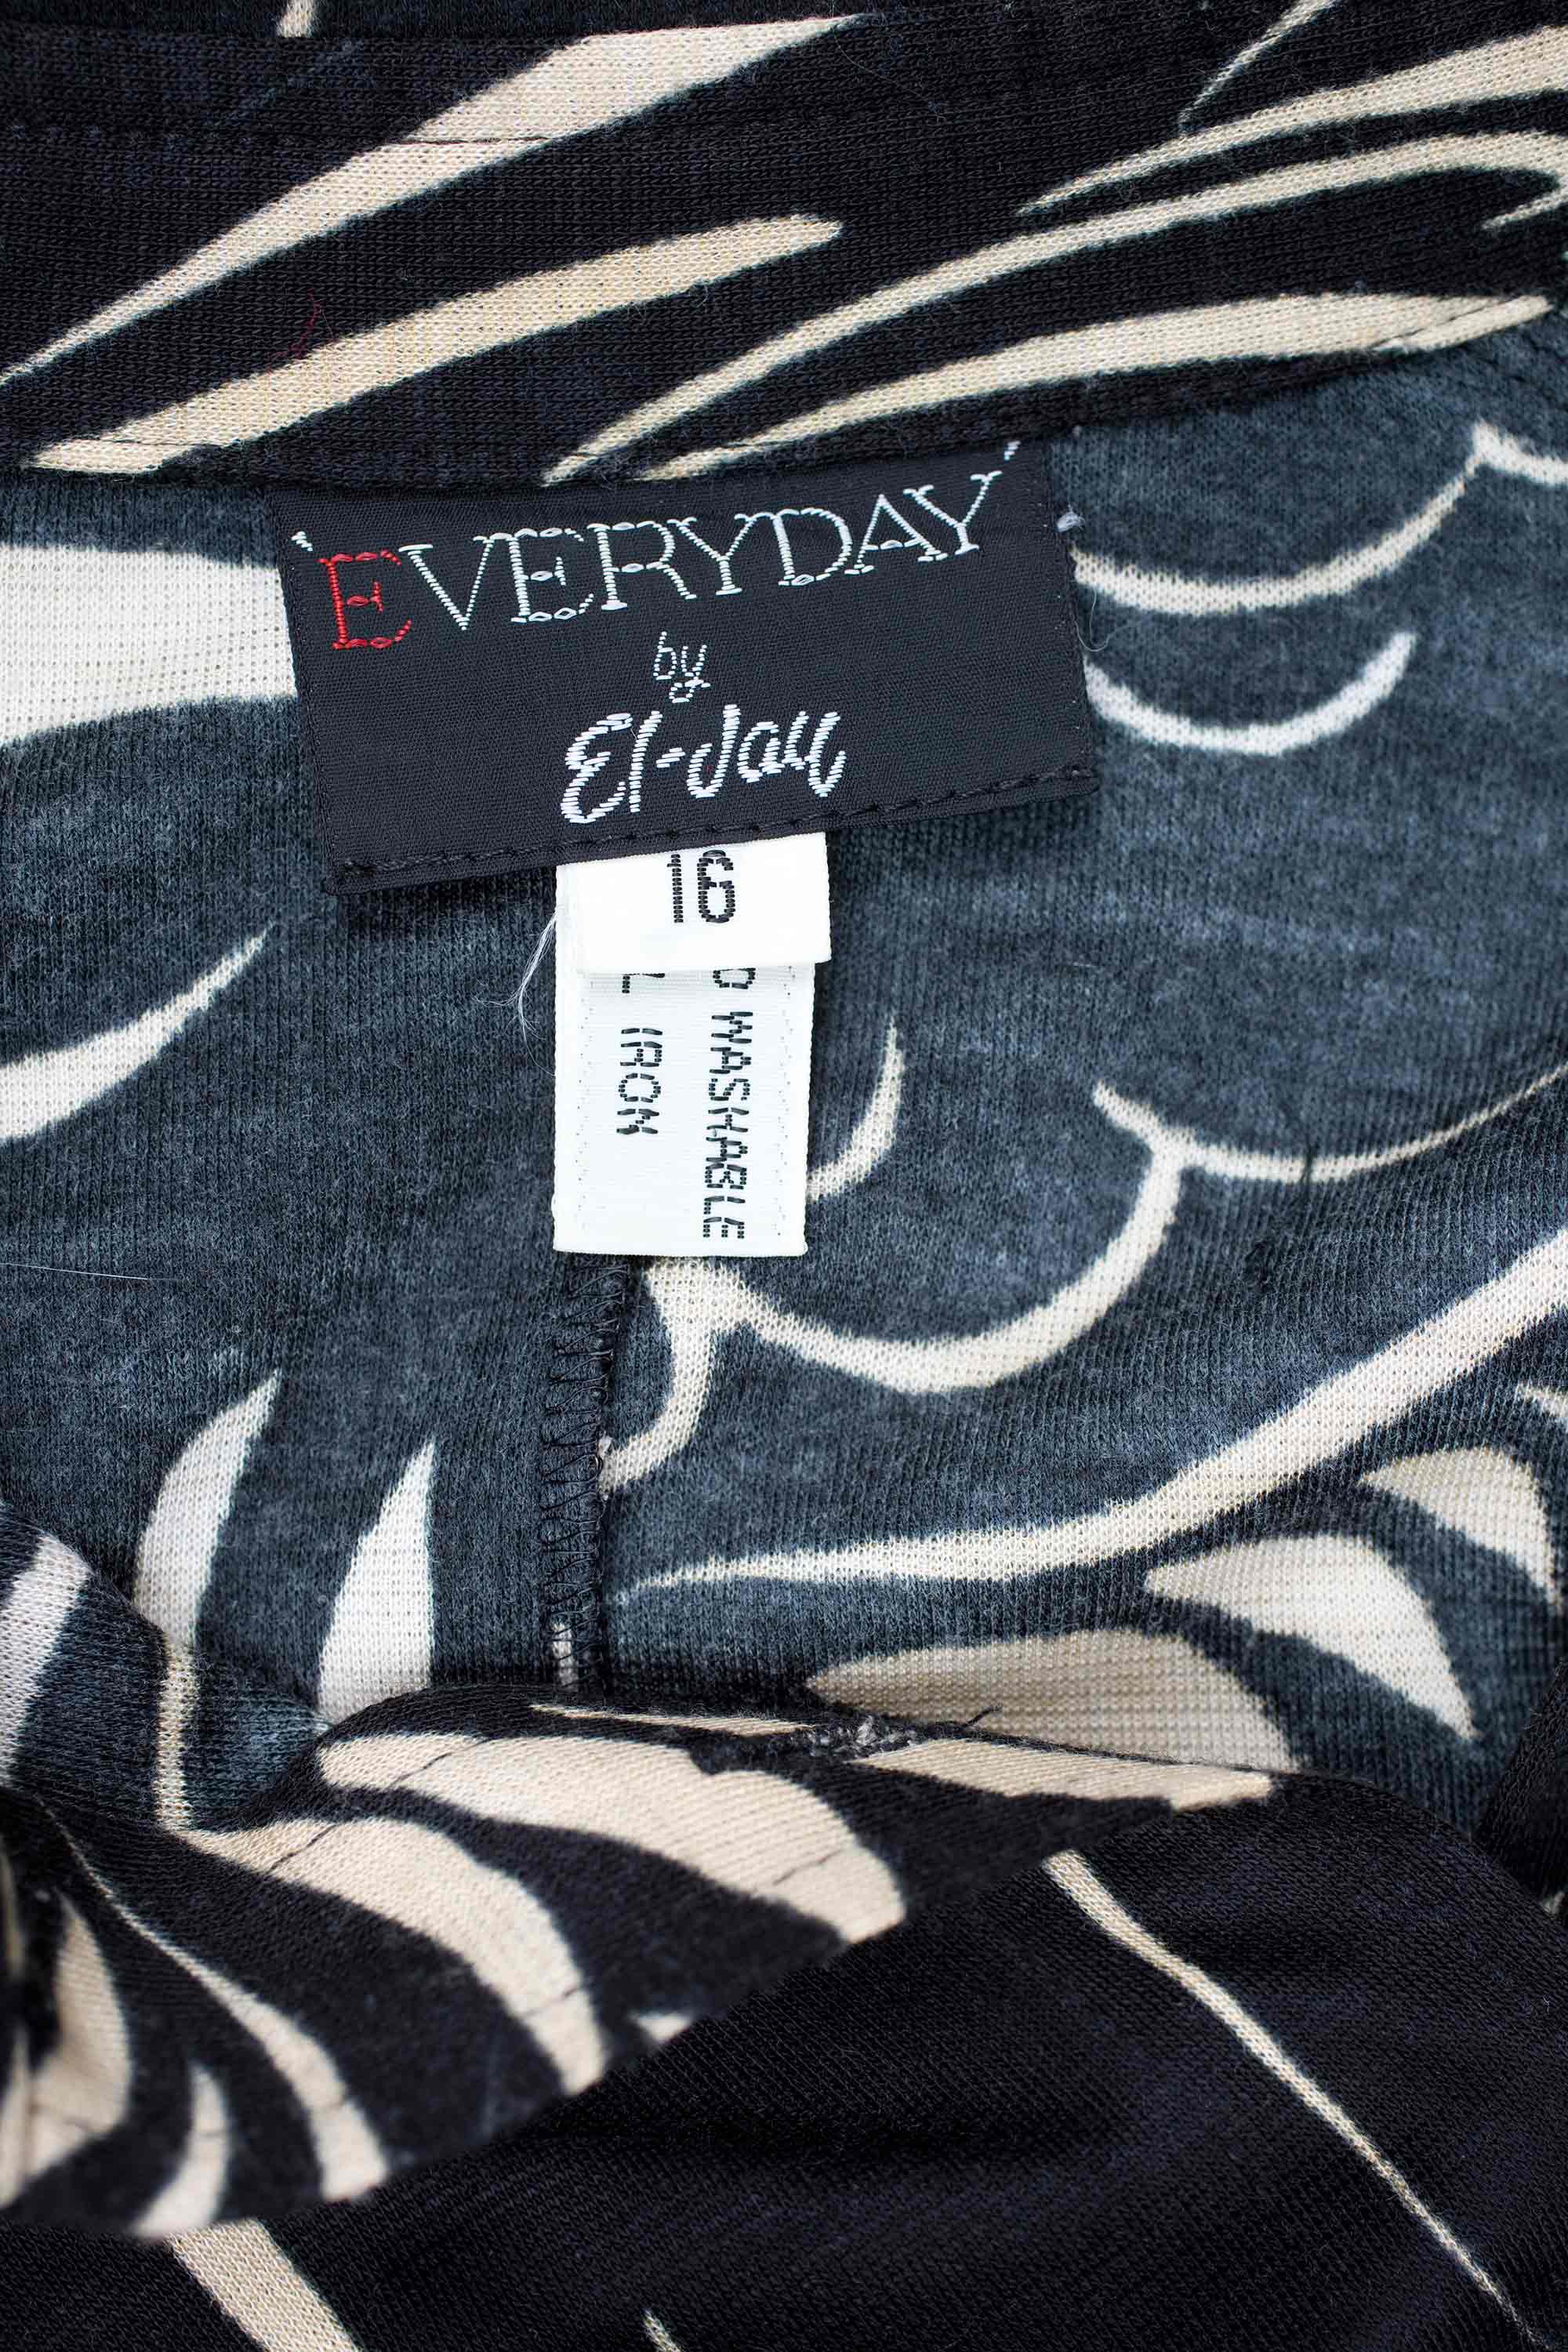 'EVERYDAY'
by
El-Jay
16
WASHABLE
IRON